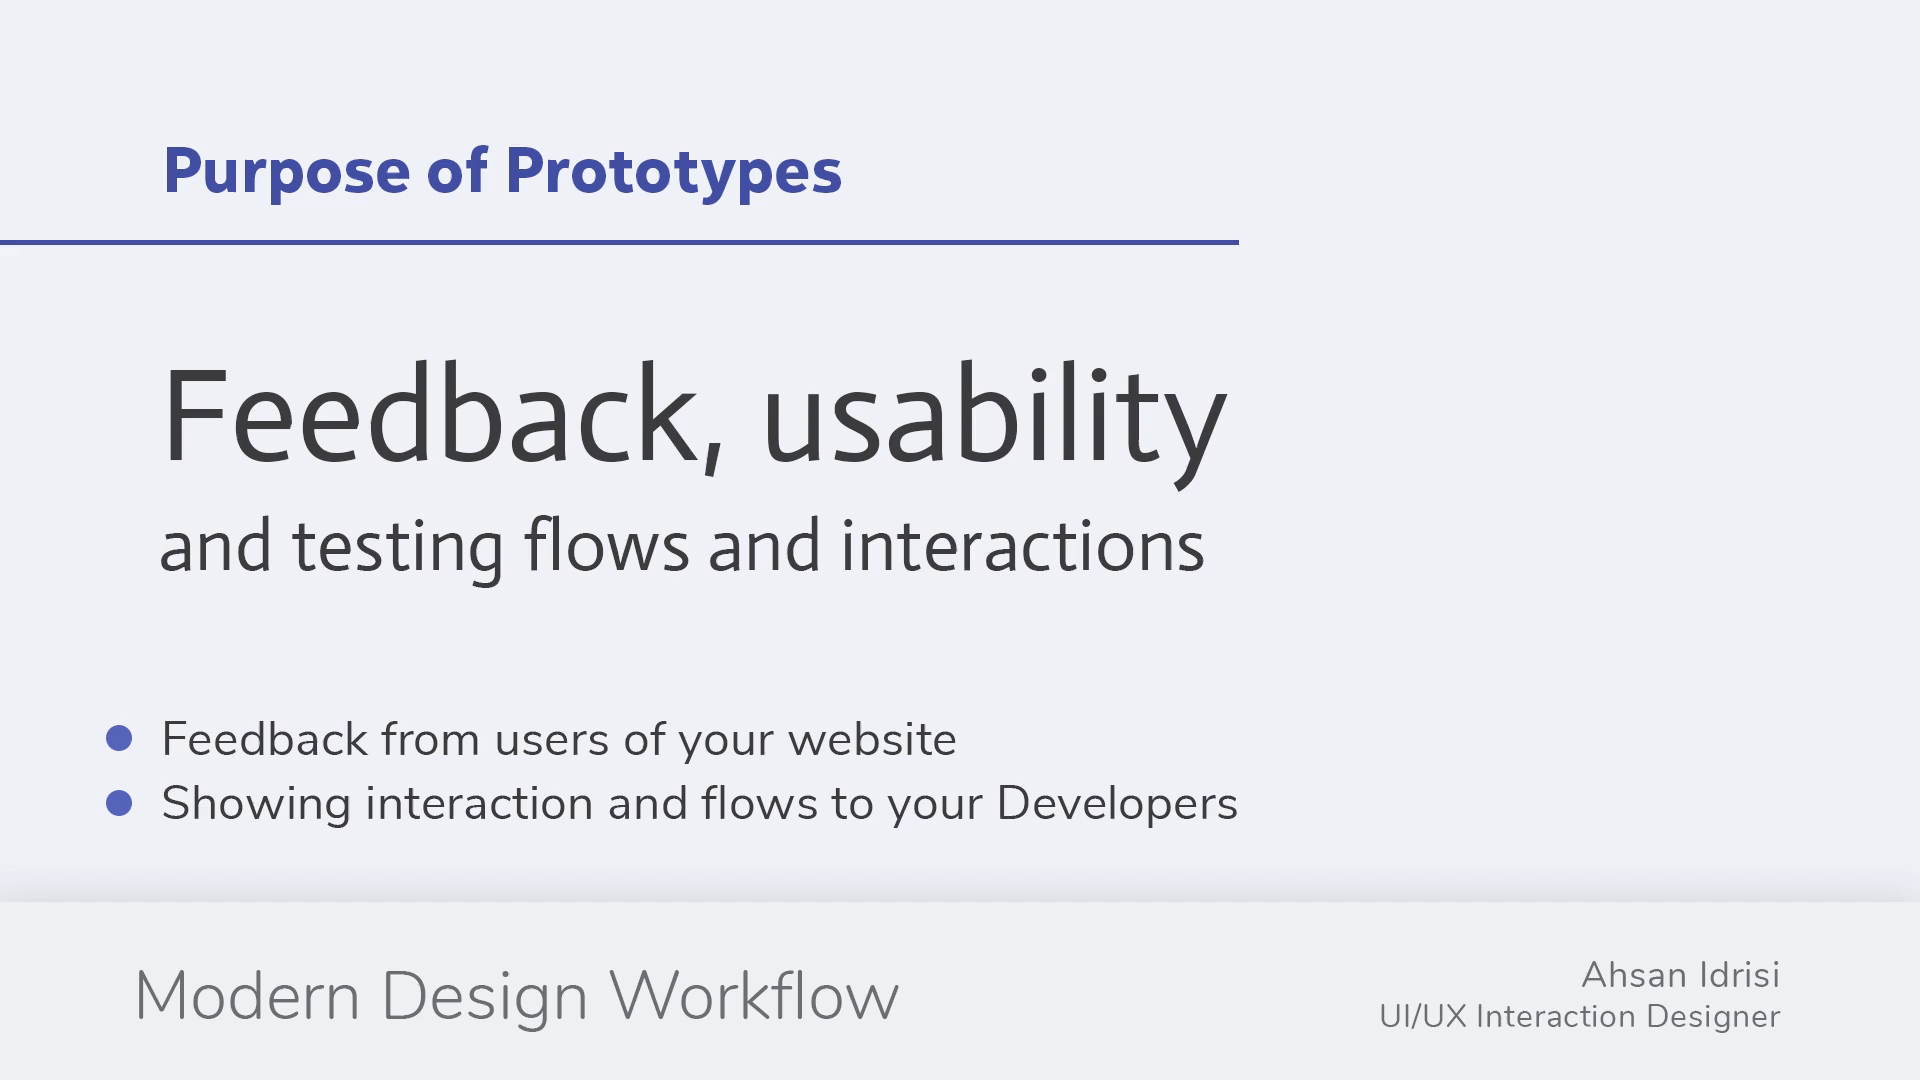 Purpose of Prototypes
Feedback, usability
and testing flows and interactions
Feedback from users of your website
Showing interaction and flows to your Developers
Modern Design Workflow
Ahsan Idrisi
UI/UX Interaction Designer